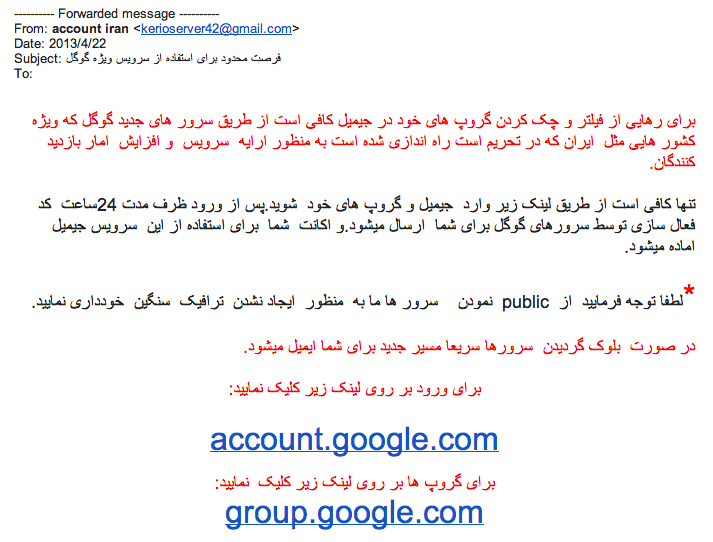 ---------- Forwarded message ----------
From: account iran <kerioserver42@gmail.com>
Date: 2013/4/22
Subject: فرصت محدود برای استفاده از سرویس ویژه گوگل
To:
برای رهایی از فیلتر و چک کردن گروپ های خود در جیمیل کافی است از طریق سرور های جدید گوگل که ویژه
کشور هایی مثل ایران که در تحریم است راه اندازی شده است به منظور ارایه سرویس و افزایش امار بازدید
کنندگان.
تنها کافی است از طریق لینک زیر وارد جیمیل و گروپ های خود شوید.پس از ورود ظرف مدت 24ساعت کد
فعال سازی توسط سرورهای گوگل برای شما ارسال میشود.و اکانت شما برای استفاده از این سرویس جیمیل
اماده میشود.
*لطفا توجه فرمایید از public نمودن سرور ها ما به منظور ایجاد نشدن ترافیک سنگین خودداری نمایید.
در صورت بلوک گردیدن سرورها سریعا مسیر جدید برای شما ایمیل میشود.
برای ورود بر روی لینک زیر کلیک نمایید:
account.google.com
برای گروپ ها بر روی لینک زیر کلیک نمایید:
group.google.com